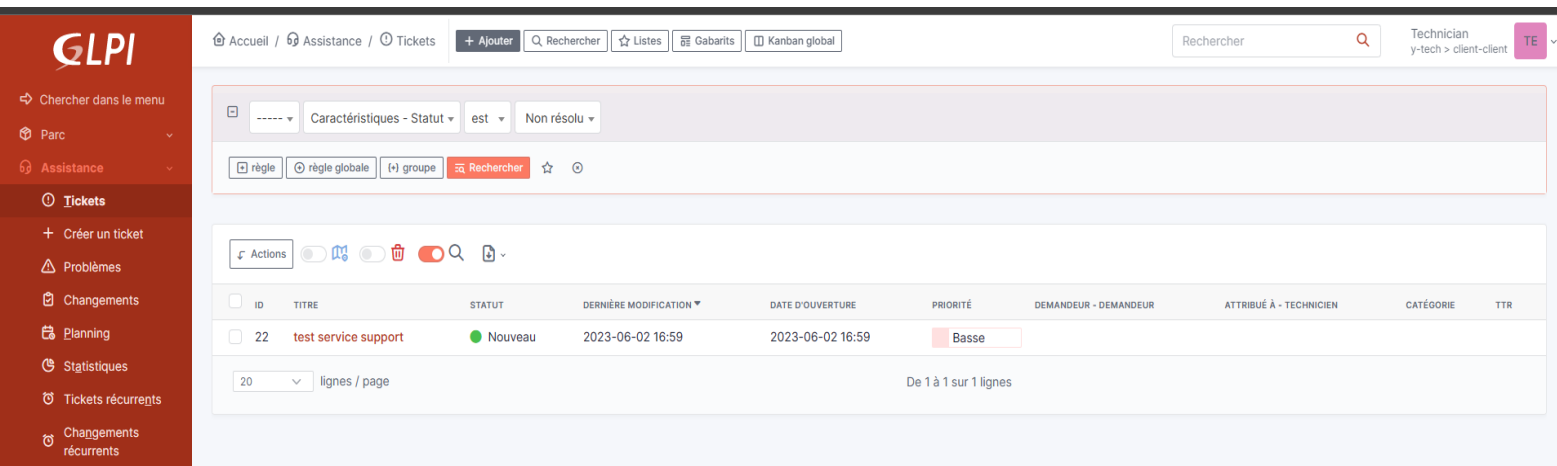 GLPI
Accueil / Assistance / Tickets
+ Ajouter
Rechercher
Listes
Gabarits
Kanban global
Rechercher
Technician
y-tech > client-client
TE
Chercher dans le menu
Parc
Assistance
Tickets
Créer un ticket
Problèmes
Changements
Planning
Statistiques
Tickets récurrents
Changements
récurrents
----- Caractéristiques - Statut est Non résolu
règle
règle globale
(+) groupe
Rechercher
Actions
ID TITRE STATUT DERNIÈRE MODIFICATION DATE D'OUVERTURE PRIORITÉ DEMANDEUR - DEMANDEUR ATTRIBUÉ À - TECHNICIEN CATÉGORIE TTR
22 test service support Nouveau 2023-06-02 16:59 2023-06-02 16:59 Basse
20 lignes / page
De 1 à 1 sur 1 lignes